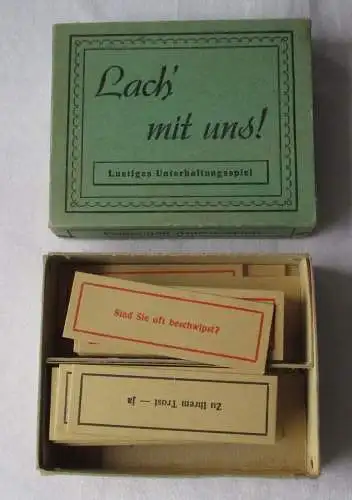 Lach'
mit uns!
Lustiges Unterhaltungsspiel
Sind Sie oft beschwipst?
Zu Ihrem Trost — ja